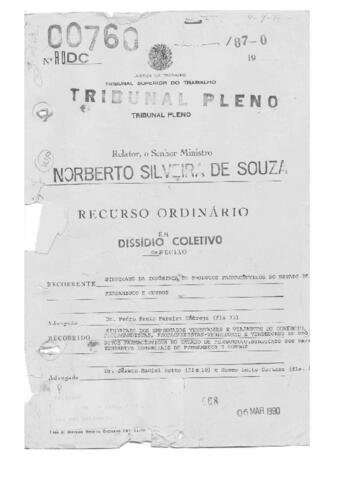 00760 /87-0
Nº RODC 19
JUSTIÇA DO TRABALHO
TRIBUNAL SUPERIOR DO TRABALHO
TRIBUNAL PLENO
TRIBUNAL PLENO
Relator, o Senhor Ministro
NORBERTO SILVEIRA DE SOUZA
RECURSO ORDINÁRIO
EM
DISSÍDIO COLETIVO
RECORRENTE SINDICATO DA INDÚSTRIA DE PRODUTOS FARMACÊUTICOS DO ESTADO DE
PERNAMBUCO E OUTROS
Advogado Dr. Pedro Paulo Pereira Nóbrega
RECORRIDO SINDICATO DOS EMPREGADOS VENDEDORES E VIAJANTES DO COMÉRCIO,
PROPAGANDISTAS, PROPAGANDISTAS-VENDEDORES E VENDEDORES DE PRO
DUTOS FARMACÊUTICOS NO ESTADO DE PERNAMBUCO
Advogado
06 MAR 1990